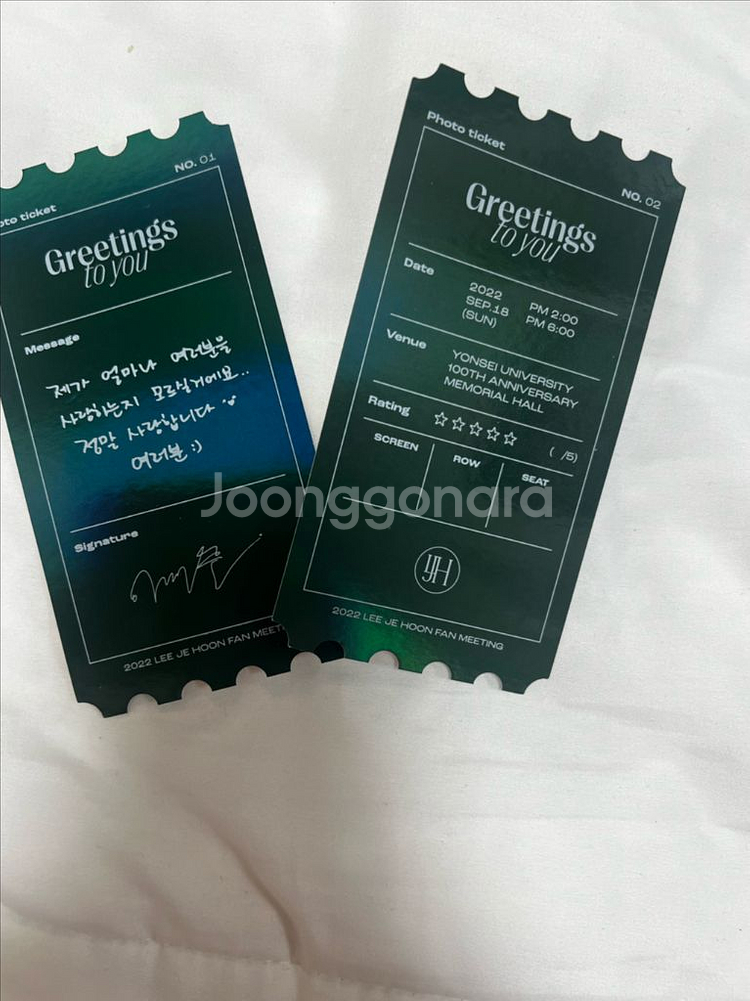 oto ticket
NO. 01
Greetings
to you
Message
제가 얼마나 여러분을
사랑하는지 모르실거에요..
정말 사랑합니다
여러분 :)
Signature
2022 LEE JE HOON FAN MEET
Photo ticket
NO. 02
Greetings
to you
Date
2022
SEP.18
(SUN)
PM 2:00
PM 6:00
Venue
YONSEI UNIVERSITY
100TH ANNIVERSARY
MEMORIAL HALL
Rating
☆☆☆☆☆ ( /5)
SCREEN ROW SEAT
IJH
2022 LEE JE HOON FAN MEETING
Joonggonara